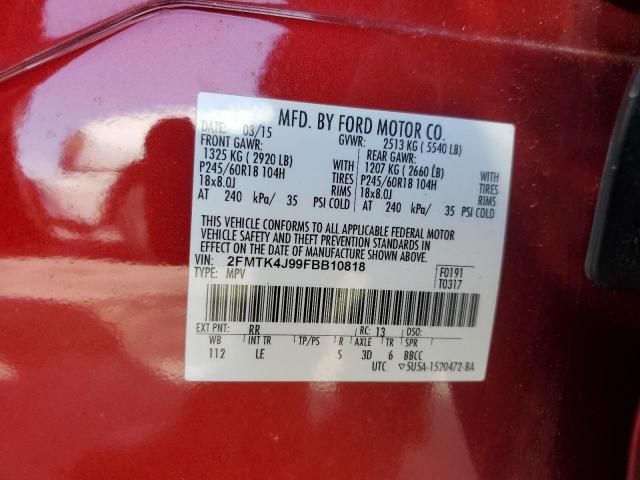 MFD. BY FORD MOTOR CO.
DATE: 03/15 GVWR: 2513 KG ( 5540 LB)
FRONT GAWR: REAR GAWR:
1325 KG ( 2920 LB) 1207 KG ( 2660 LB)
P245/60R18 104H TIRES P245/60R18 104H TIRES
18x8.0J RIMS 18x8.0J RIMS
AT 240 kPa/ 35 PSI COLD AT 240 kPa/ 35 PSI COLD
THIS VEHICLE CONFORMS TO ALL APPLICABLE FEDERAL MOTOR
VEHICLE SAFETY AND THEFT PREVENTION STANDARDS IN
EFFECT ON THE DATE OF MANUFACTURE SHOWN ABOVE.
VIN: 2FMTK4J99FBB10818
TYPE: MPV F0191
T0317
EXT PNT: RR RC: 13 DSO:
WB INT TR TP/PS R AXLE TR SPR
112 LE S 3D 6 BBCC
UTC ▽5U5A-1520472-BA